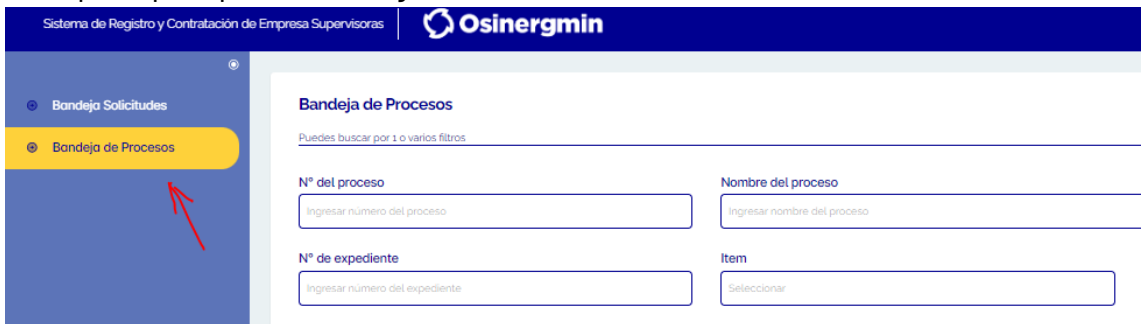 Sistema de Registro y Contratación de Empresa Supervisoras
Osinergmin
Bandeja Solicitudes
Bandeja de Procesos
Bandeja de Procesos
Puedes buscar por 1 o varios filtros
Nº del proceso
Nombre del proceso
Ingresar número del proceso
Ingresar nombre del proceso
Nº de expediente
Item
Ingresar número del expediente
Seleccionar